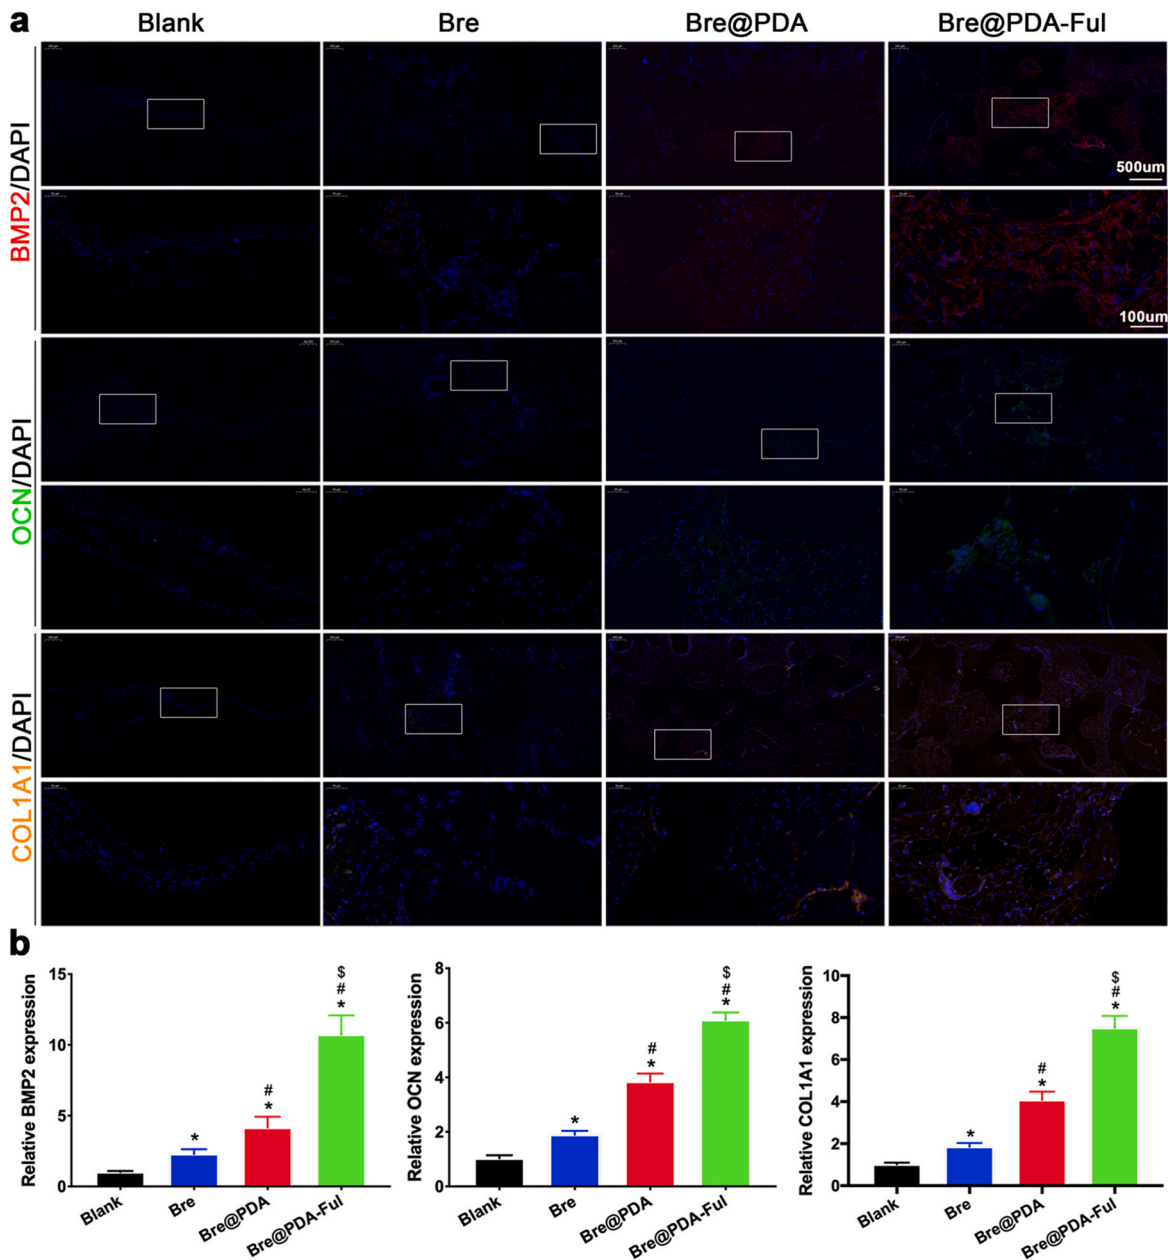 a
Blank Bre Bre@PDA Bre@PDA-Ful
BMP2/DAPI
500um
100um
OCN/DAPI
COL1A1/DAPI
b
Relative BMP2 expression
15
10
5
0
*
#
*
$
#
*
Blank Bre Bre@PDA Bre@PDA-Ful
Relative OCN expression
8
6
4
2
0
*
#
*
$
#
*
Blank Bre Bre@PDA Bre@PDA-Ful
Relative COL1A1 expression
10
8
6
4
2
0
*
#
*
$
#
*
Blank Bre Bre@PDA Bre@PDA-Ful